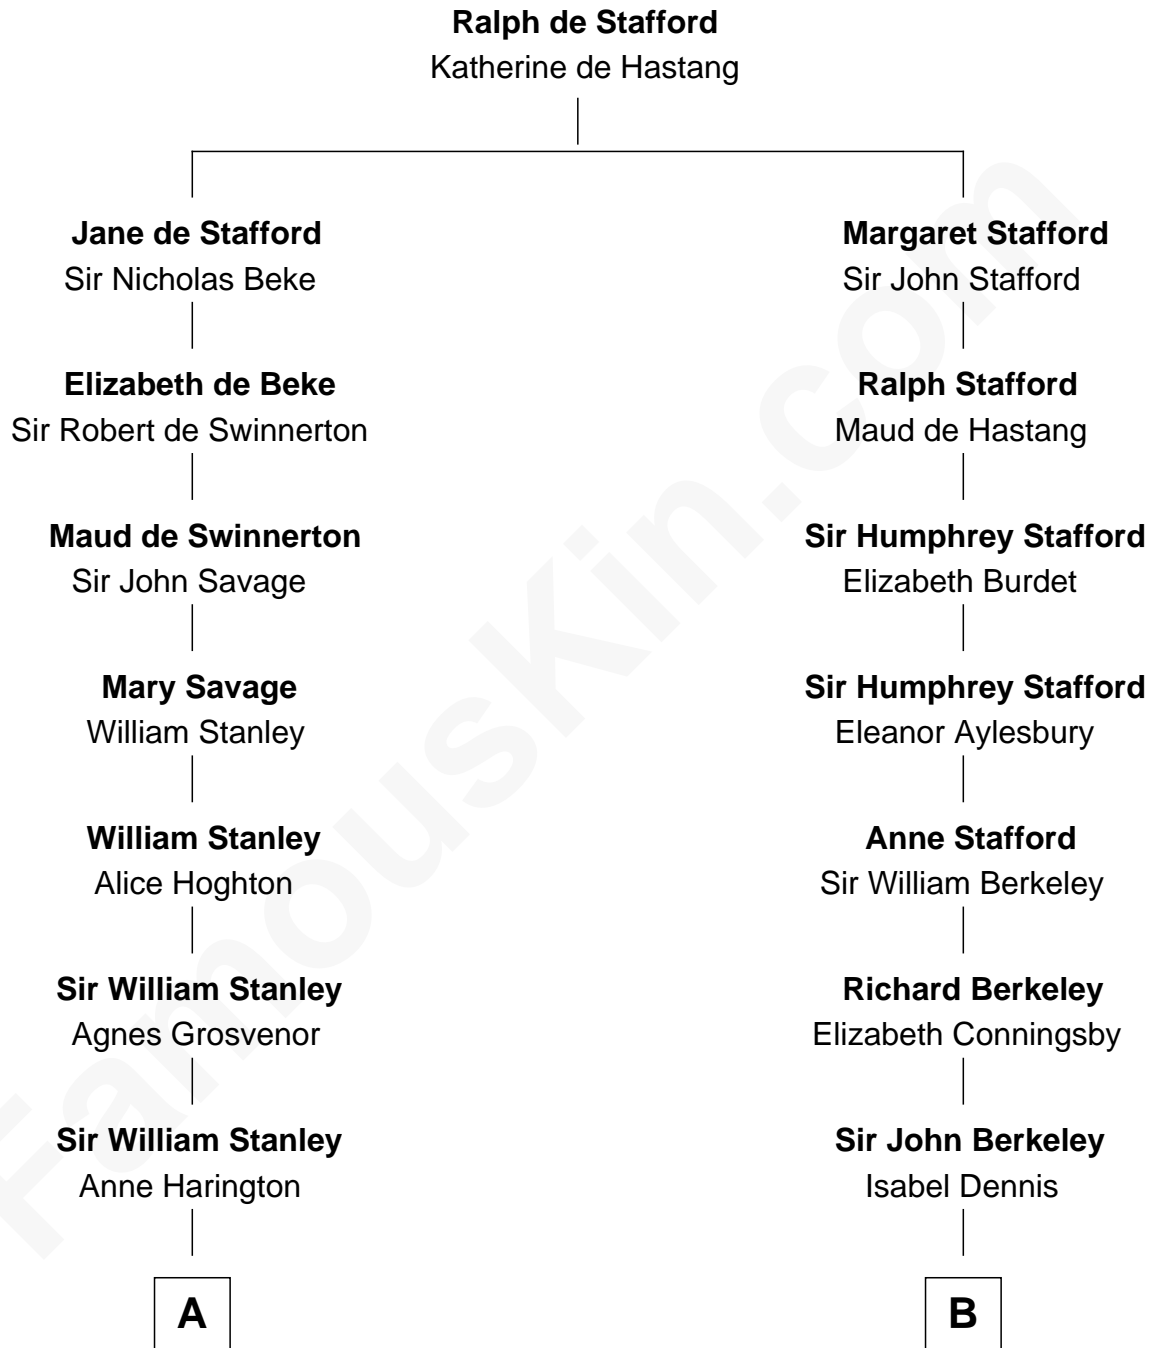 Ralph de Stafford
Katherine de Hastang
Jane de Stafford
Sir Nicholas Beke
Elizabeth de Beke
Sir Robert de Swinnerton
Maud de Swinnerton
Sir John Savage
Mary Savage
William Stanley
William Stanley
Alice Hoghton
Sir William Stanley
Agnes Grosvenor
Sir William Stanley
Anne Harington
A
Margaret Stafford
Sir John Stafford
Ralph Stafford
Maud de Hastang
Sir Humphrey Stafford
Elizabeth Burdet
Sir Humphrey Stafford
Eleanor Aylesbury
Anne Stafford
Sir William Berkeley
Richard Berkeley
Elizabeth Conningsby
Sir John Berkeley
Isabel Dennis
B
FamousKin.com